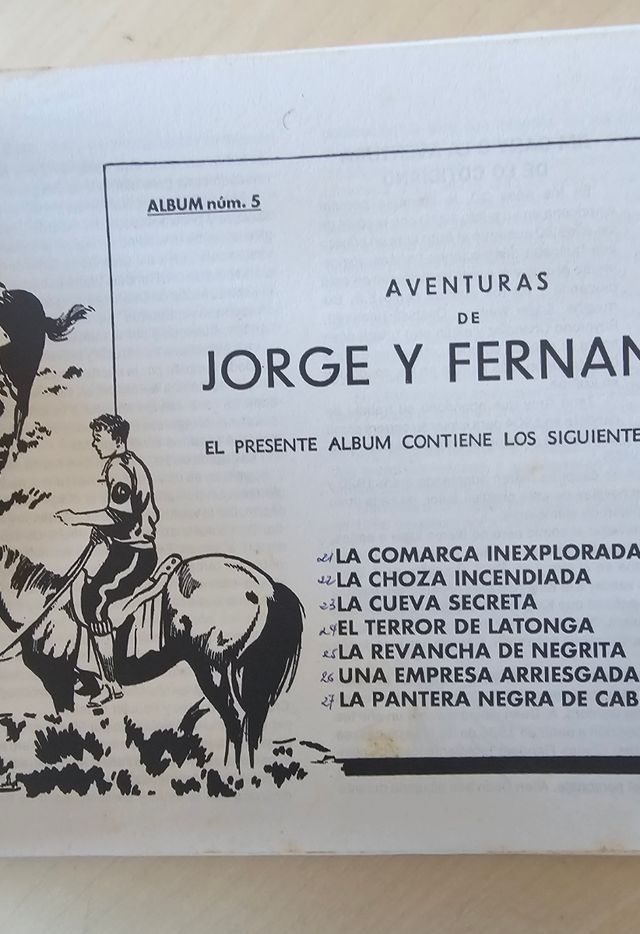 ALBUM núm. 5
AVENTURAS
DE
JORGE Y FERNAN
EL PRESENTE ALBUM CONTIENE LOS SIGUIENTE
21 LA COMARCA INEXPLORADA
22 LA CHOZA INCENDIADA
23 LA CUEVA SECRETA
24 EL TERROR DE LATONGA
25 LA REVANCHA DE NEGRITA
26 UNA EMPRESA ARRIESGADA
27 LA PANTERA NEGRA DE CAB